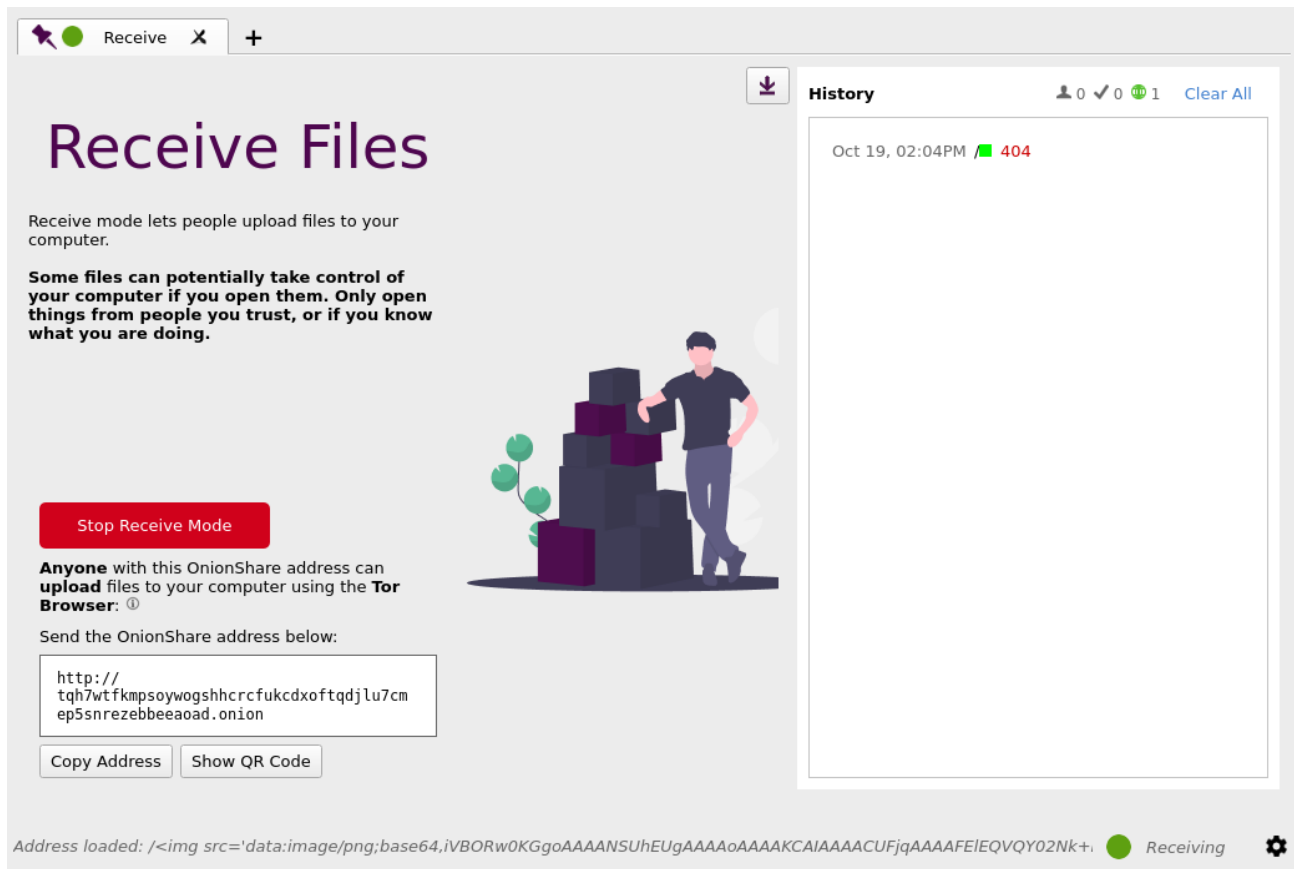 Receive
Receive Files
Receive mode lets people upload files to your
computer.
Some files can potentially take control of
your computer if you open them. Only open
things from people you trust, or if you know
what you are doing.
Stop Receive Mode
Anyone with this OnionShare address can
upload files to your computer using the Tor
Browser:
Send the OnionShare address below:
http://
tqh7wtfkmpsoywogshhcrcfukcdxoftqdjlu7cm
ep5snrezebbeeaoad.onion
Copy Address Show QR Code
History 0 0 1 Clear All
Oct 19, 02:04PM / 404
Address loaded: /<img src='data:image/png;base64,iVBORw0KGgoAAAANSUhEUgAAAAoAAAAKCAIAAAACUFjqAAAAFElEQVQY02Nk+
Receiving